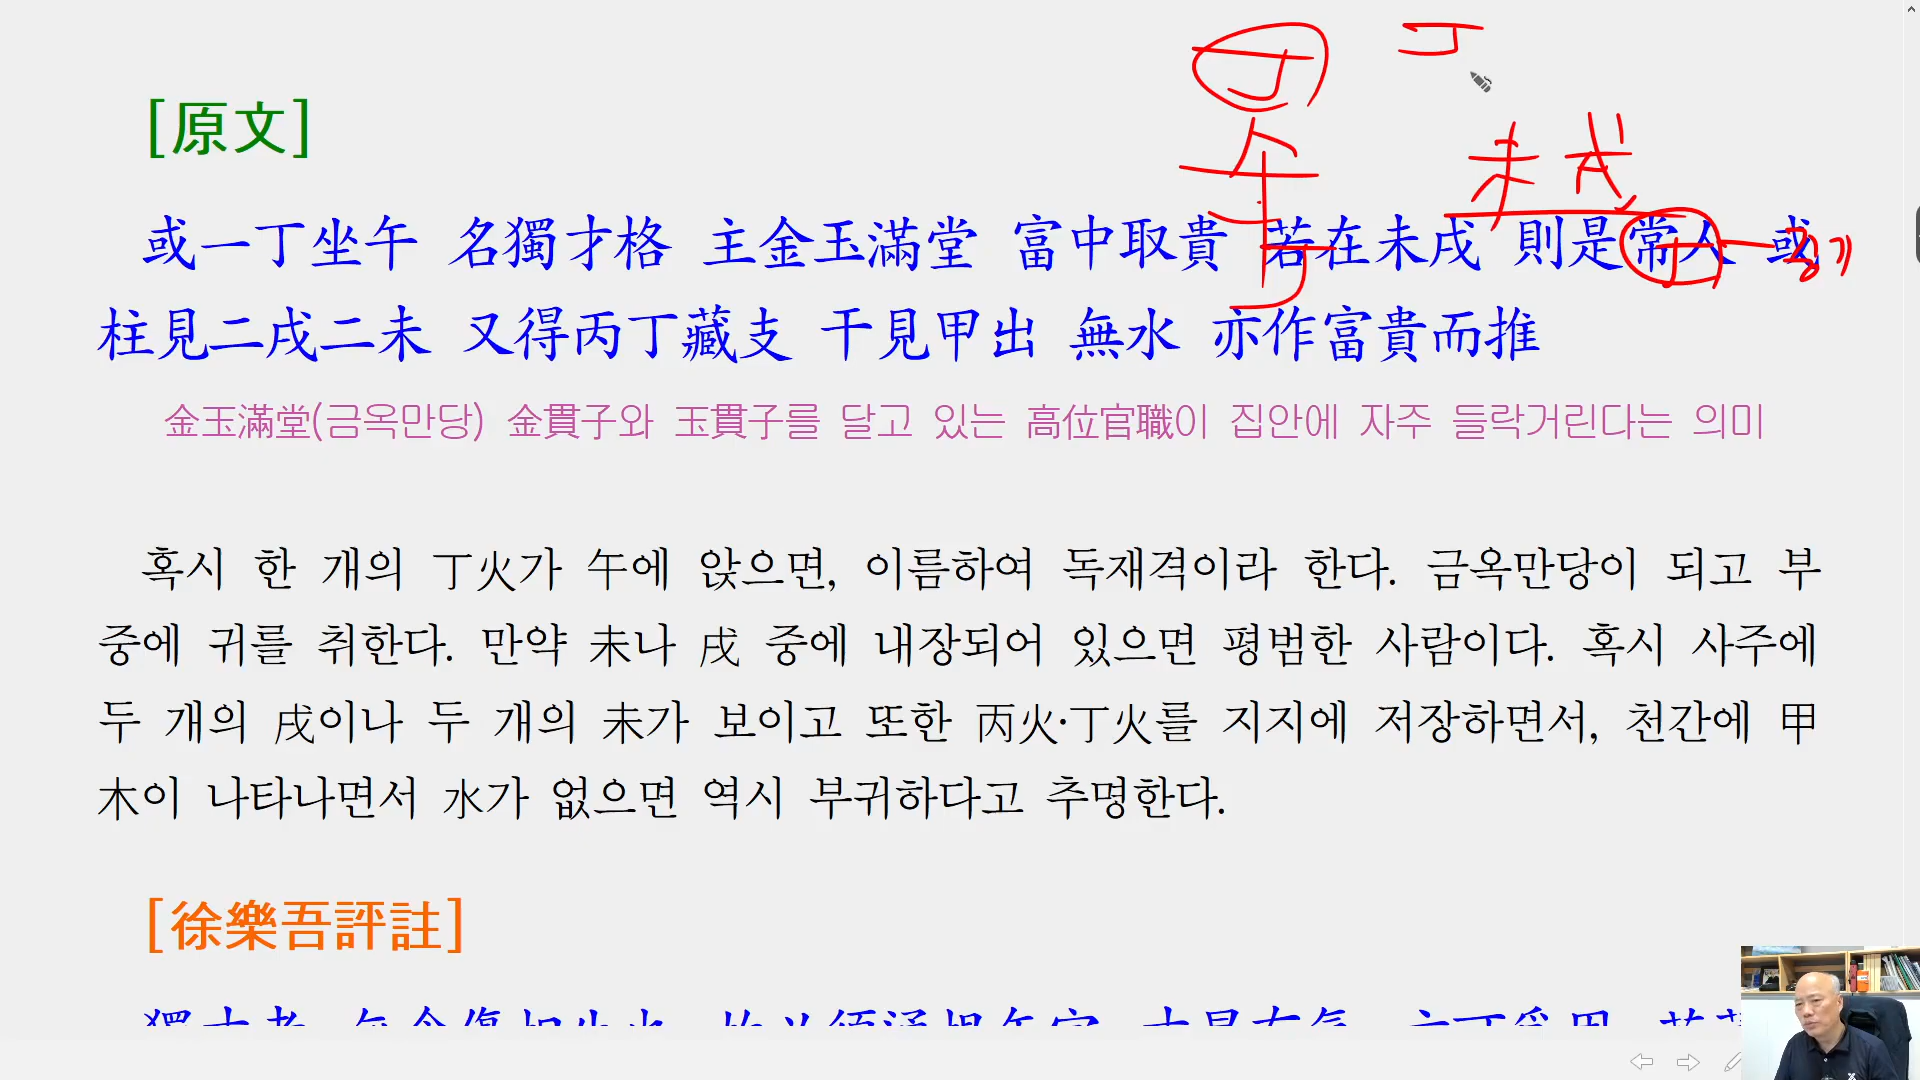 [原文]
丁 己
午 未 戌
或一丁坐午 名獨才格 主金玉滿堂 富中取貴 若在未戌 則是常人 或
丁 丁 중기
柱見二戌二未 又得丙丁藏支 干見甲出 無水 亦作富貴而推
金玉滿堂(금옥만당) 金貫子와 玉貫子를 달고 있는 高位官職이 집안에 자주 들락거린다는 의미
혹시 한 개의 丁火가 午에 앉으면, 이름하여 독재격이라 한다. 금옥만당이 되고 부
중에 귀를 취한다. 만약 未나 戌 중에 내장되어 있으면 평범한 사람이다. 혹시 사주에
두 개의 戌이나 두 개의 未가 보이고 또한 丙火·丁火를 지지에 저장하면서, 천간에 甲
木이 나타나면서 水가 없으면 역시 부귀하다고 추명한다.
[徐樂吾評註]